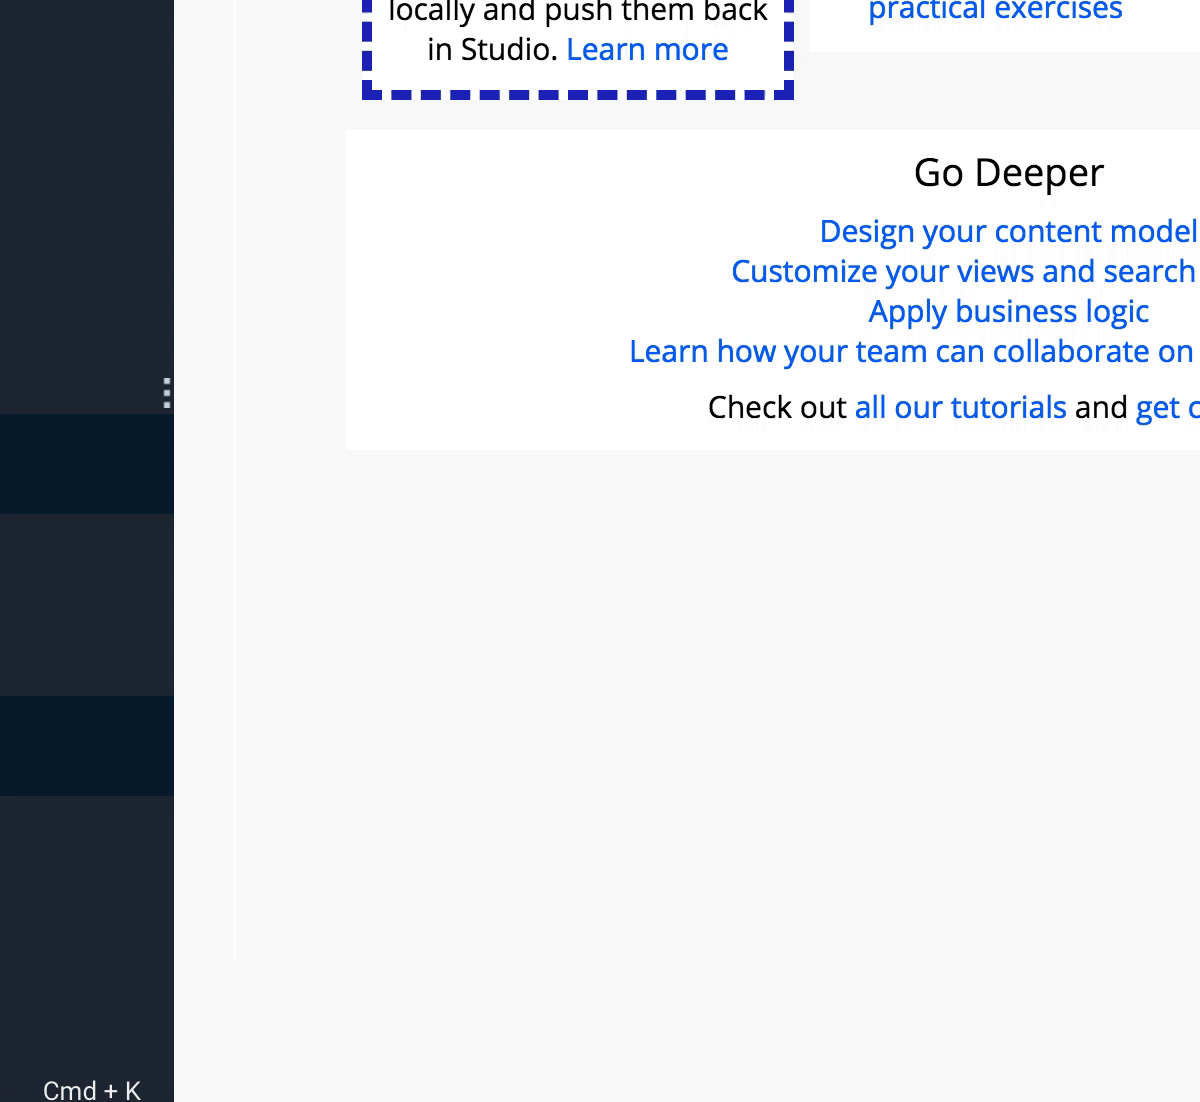 locally and push them back
in Studio. Learn more
practical exercises
Go Deeper
Design your content model
Customize your views and search
Apply business logic
Learn how your team can collaborate on
Check out all our tutorials and get
Cmd + K